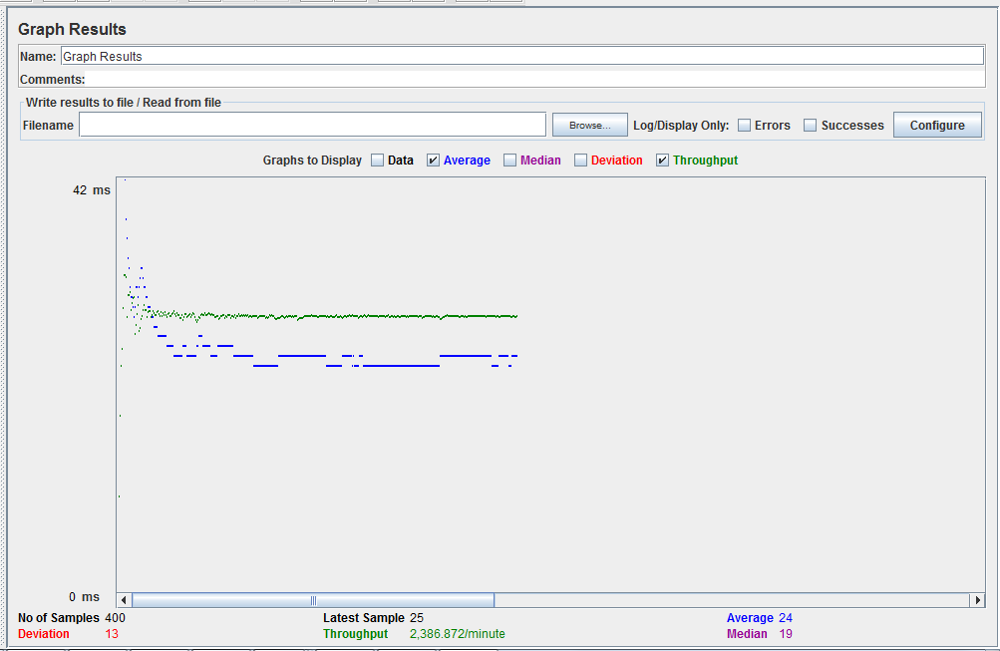 Graph Results
Name: Graph Results
Comments:
Write results to file / Read from file
Filename Browse... Log/Display Only: Errors Successes Configure
Graphs to Display Data Average Median Deviation Throughput
42 ms
0 ms
No of Samples 400 Latest Sample 25 Average 24
Deviation 13 Throughput 2,386.872/minute Median 19